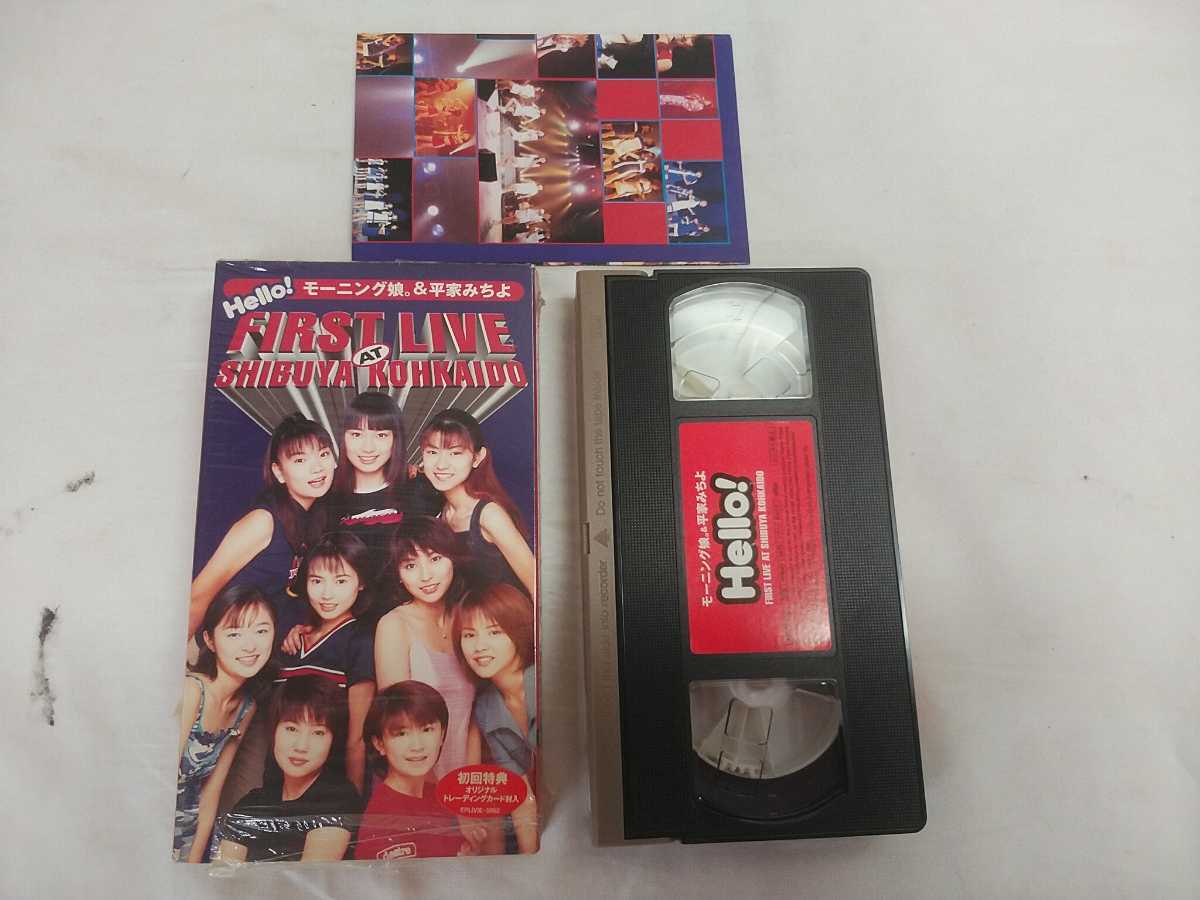 Hello!
モーニング娘。&平家みちよ
FIRST LIVE
AT
SHIBUYA KOHKAIDO
初回特典
オリジナル
トレーディングカード封入
モーニング娘。&平家みちよ
Hello!
FIRST LIVE AT SHIBUYA KOHKAIDO
Do not touch the tape inside
into recorder